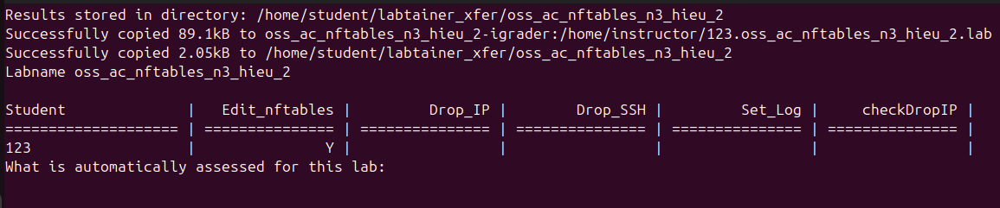 Results stored in directory: /home/student/labtainer_xfer/oss_ac_nftables_n3_hieu_2
Successfully copied 89.1kB to oss_ac_nftables_n3_hieu_2-igrader:/home/instructor/123.oss_ac_nftables_n3_hieu_2.lab
Successfully copied 2.05kB to /home/student/labtainer_xfer/oss_ac_nftables_n3_hieu_2
Labname oss_ac_nftables_n3_hieu_2
Student | Edit_nftables | Drop_IP | Drop_SSH | Set_Log | checkDropIP |
==================== | =============== | =============== | =============== | =============== | =============== |
123 | Y | | | | |
What is automatically assessed for this lab: